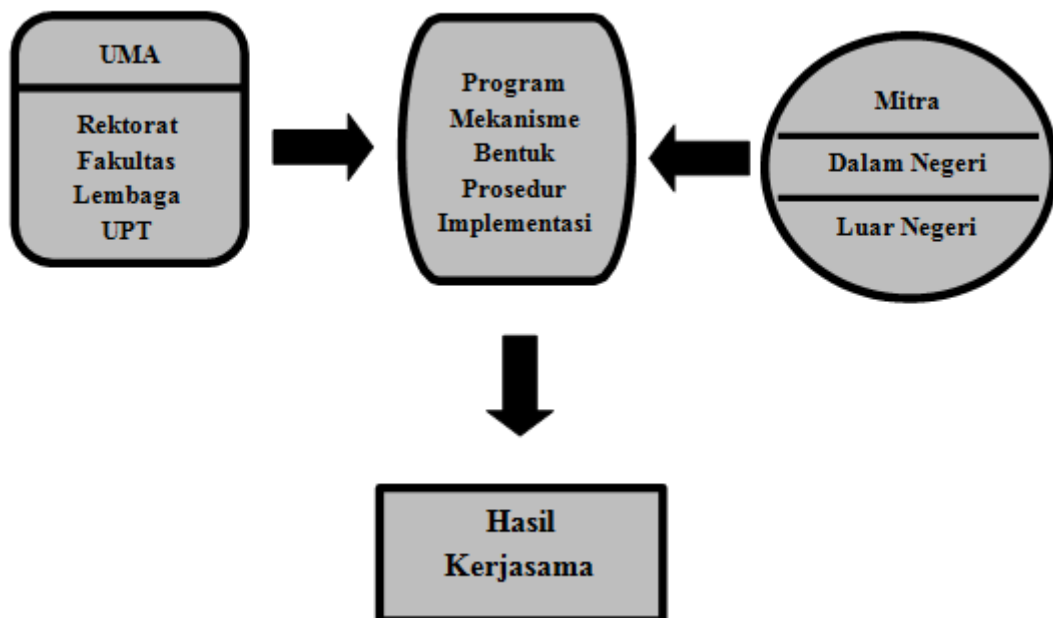 UMA
Rektorat
Fakultas
Lembaga
UPT
Program
Mekanisme
Bentuk
Prosedur
Implementasi
Mitra
Dalam Negeri
Luar Negeri
Hasil
Kerjasama